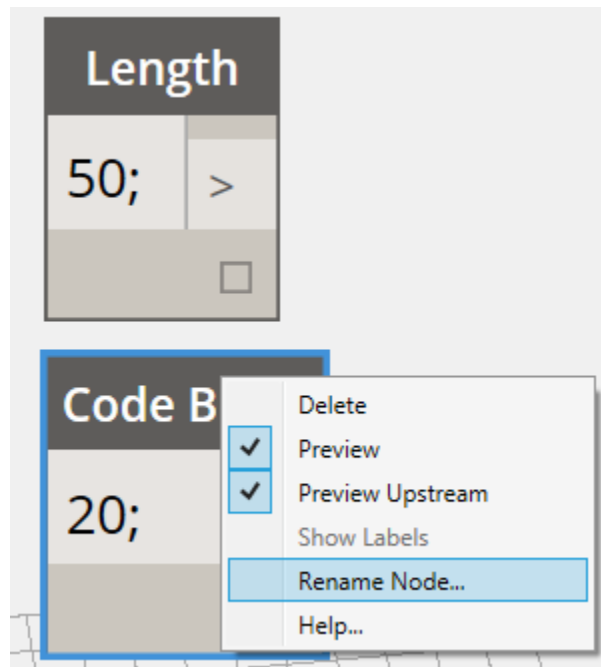 Length
50; >
Code B
20;
Delete
Preview
Preview Upstream
Show Labels
Rename Node...
Help...